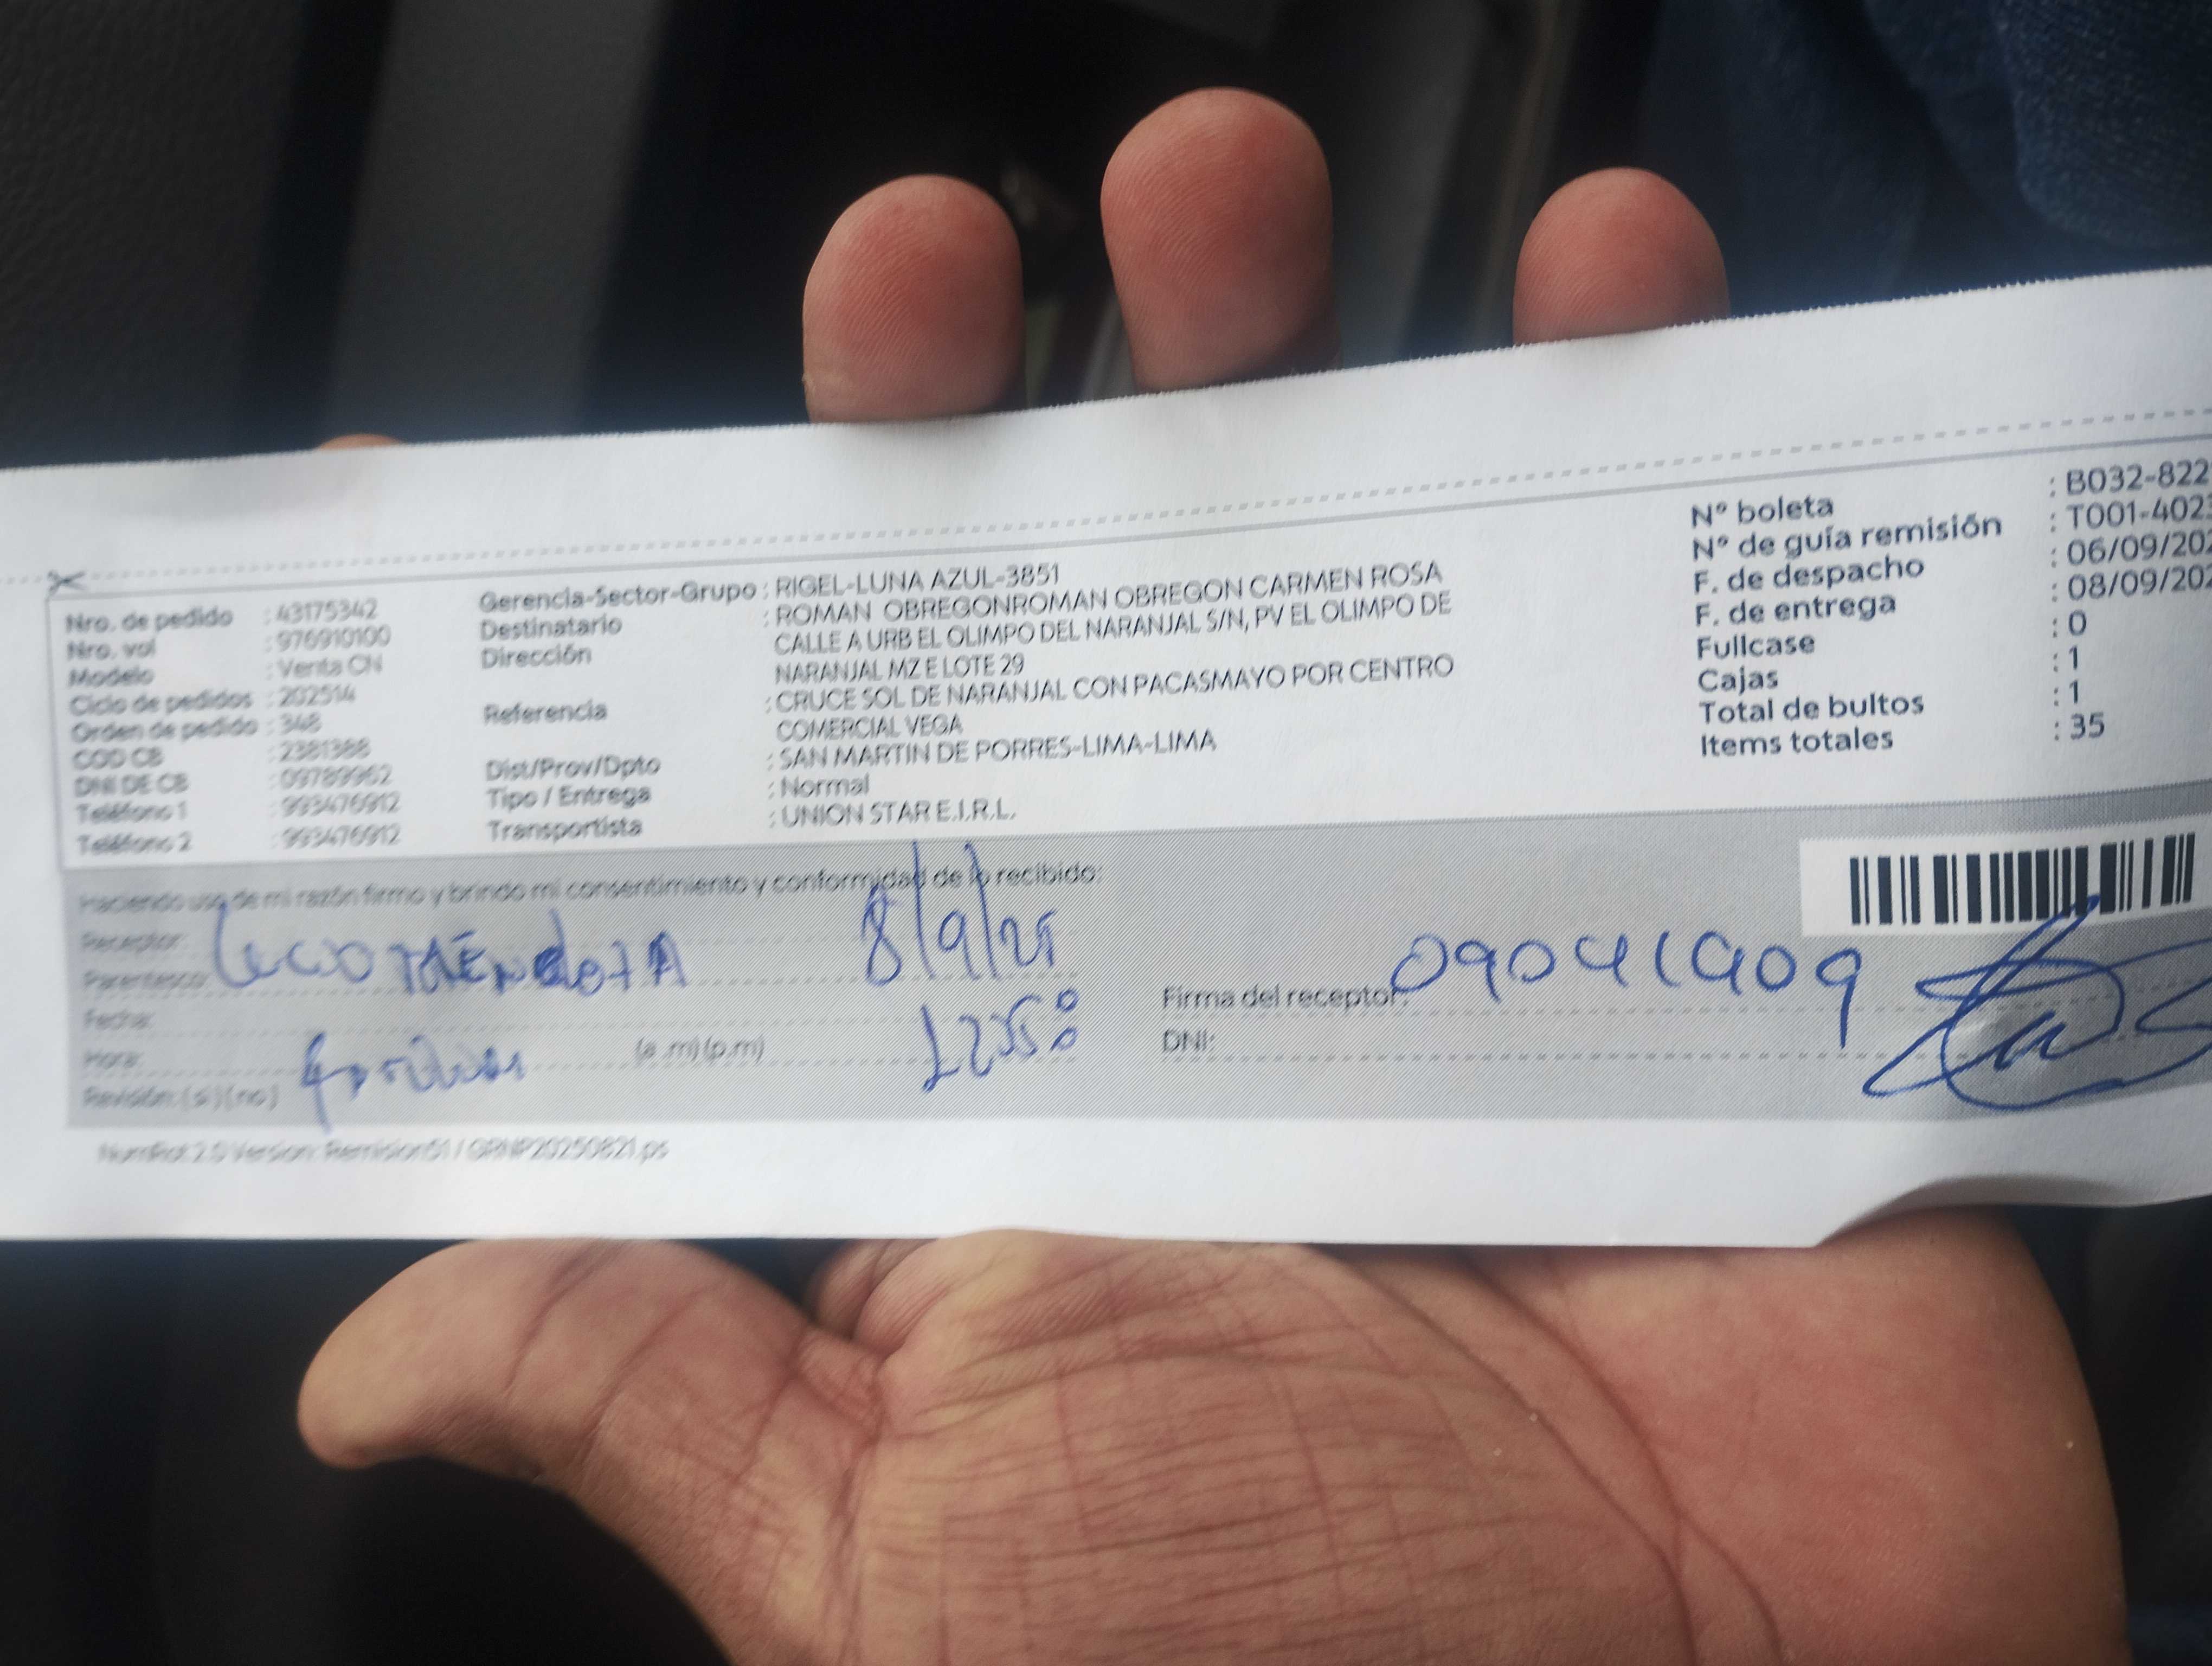 Nro. de pedido : 43175342
Nro. vol : 976910100
Modelo : Venta CN
Ciclo de pedidos : 202514
Orden de pedido : 348
COD CB : 2381388
DNI DE CB : 09789962
Teléfono 1 : 993476912
Teléfono 2 : 993476912
Gerencia-Sector-Grupo : RIGEL-LUNA AZUL-3851
Destinatario : ROMAN OBREGONROMAN OBREGON CARMEN ROSA
Dirección CALLE A URB EL OLIMPO DEL NARANJAL S/N, PV EL OLIMPO DE
NARANJAL MZ E LOTE 29
Referencia : CRUCE SOL DE NARANJAL CON PACASMAYO POR CENTRO
COMERCIAL VEGA
Dist/Prov/Dpto : SAN MARTIN DE PORRES-LIMA-LIMA
Tipo / Entrega : Normal
Transportista : UNION STAR E.I.R.L.
N° boleta : B032-822
N° de guía remisión : T001-402
F. de despacho : 06/09/202
F. de entrega : 08/09/202
Fullcase : 0
Cajas : 1
Total de bultos : 1
Items totales : 35
Haciendo uso de mi razón firmo y brindo mi consentimiento y conformidad de lo recibido:
Receptor:
Parentesco:
8/9/25
Fecha:
Hora: (a.m)(p.m)
Revisión: (si) (no)
Firma del receptor: 09041909
DNI: